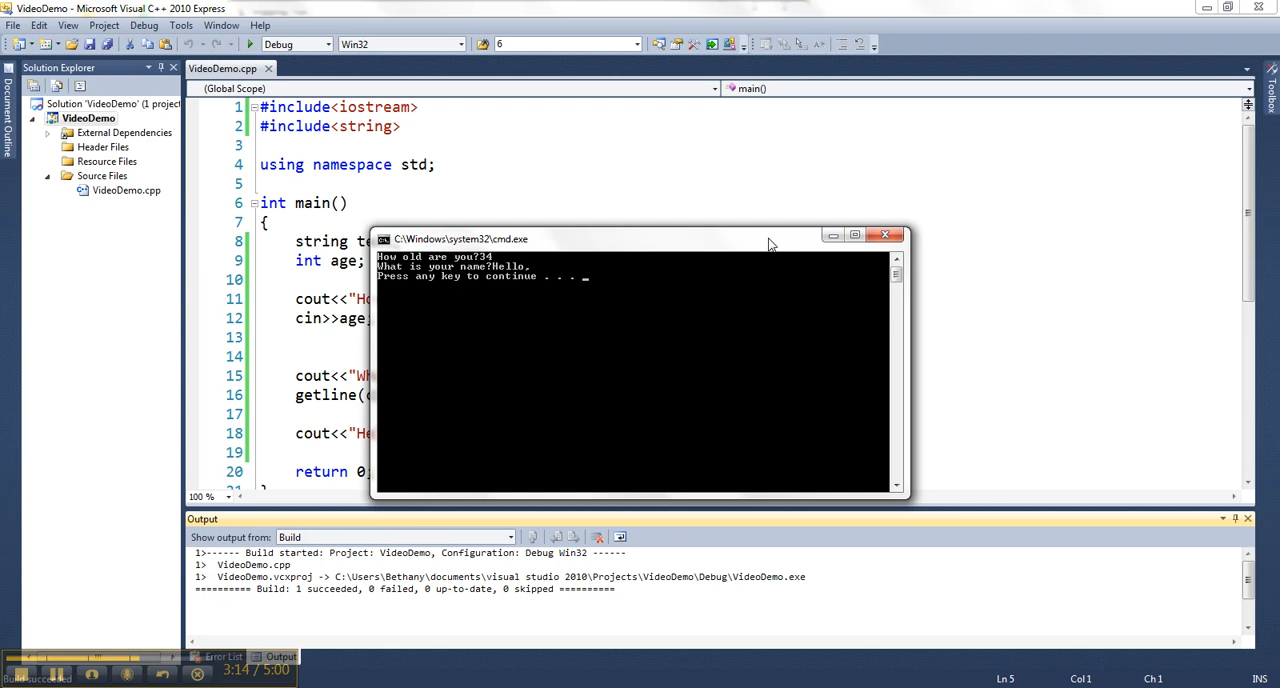 VideoDemo - Microsoft Visual C++ 2010 Express
File Edit View Project Debug Tools Window Help
Debug Win32 6
Solution Explorer
VideoDemo.cpp
(Global Scope) main()
Document Outline
Toolbox
Solution 'VideoDemo' (1 project
VideoDemo
External Dependencies
Header Files
Resource Files
Source Files
VideoDemo.cpp
1 #include<iostream>
2 #include<string>
3
4 using namespace std;
5
6 int main()
7 {
8 string te
9 int age;
10
11 cout<<"Ho
12 cin>>age;
13
14
15 cout<<"Wh
16 getline(c
17
18 cout<<"He
19
20 return 0;
21 }
C:\Windows\system32\cmd.exe
How old are you?34
What is your name?Hello,
Press any key to continue . . . _
100 %
Output
Show output from: Build
1>------ Build started: Project: VideoDemo, Configuration: Debug Win32 ------
1> VideoDemo.cpp
1> VideoDemo.vcxproj -> C:\Users\Bethany\documents\visual studio 2010\Projects\VideoDemo\Debug\VideoDemo.exe
========== Build: 1 succeeded, 0 failed, 0 up-to-date, 0 skipped ==========
Error List Output
3:14 / 5:00
Build succeeded
Ln 5 Col 1 Ch 1 INS